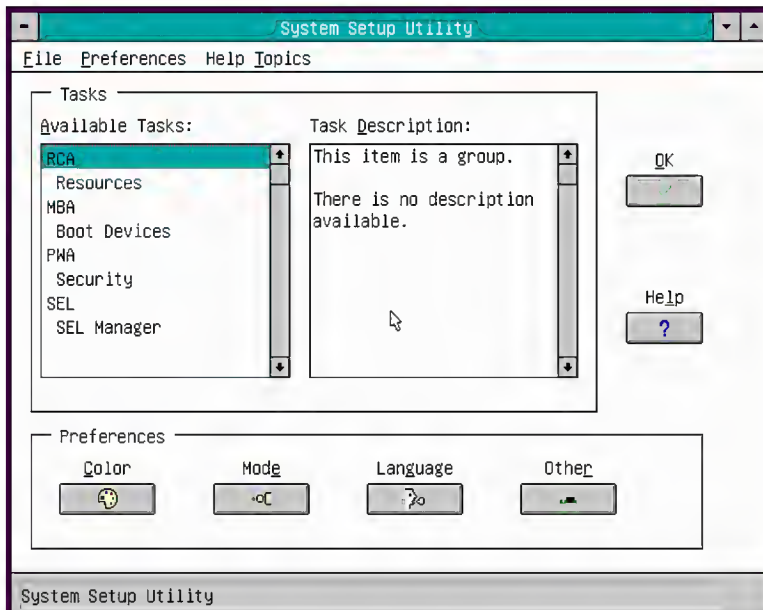 System Setup Utility
File Preferences Help Topics
Tasks
Available Tasks:
RCA
Resources
MBA
Boot Devices
PWA
Security
SEL
SEL Manager
Task Description:
This item is a group.
There is no description
available.
OK
Help
?
Preferences
Color Mode Language Other
System Setup Utility